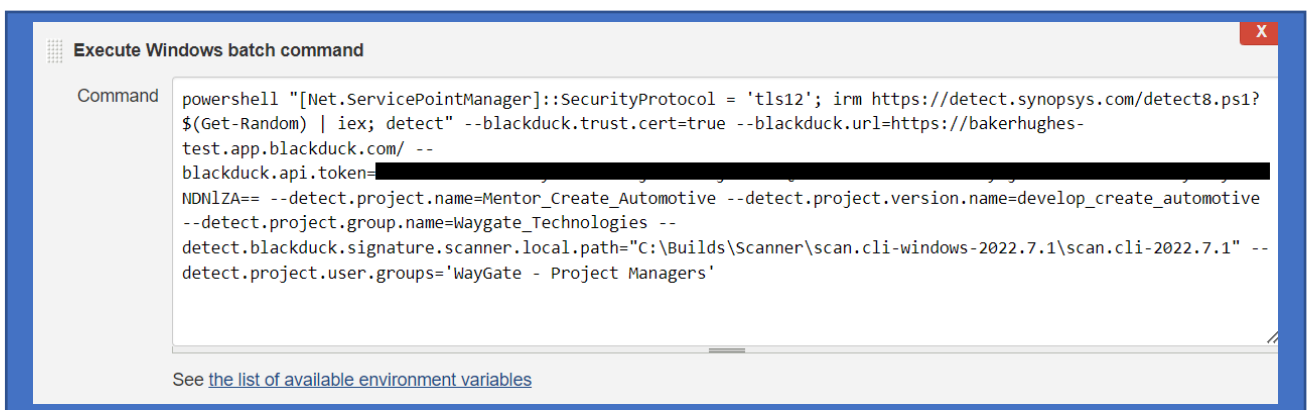 X
Execute Windows batch command
Command
powershell "[Net.ServicePointManager]::SecurityProtocol = 'tls12'; irm https://detect.synopsys.com/detect8.ps1?
$(Get-Random) | iex; detect" --blackduck.trust.cert=true --blackduck.url=https://bakerhughes-
test.app.blackduck.com/ --
blackduck.api.token=
NDNlZA== --detect.project.name=Mentor_Create_Automotive --detect.project.version.name=develop_create_automotive
--detect.project.group.name=Waygate_Technologies --
detect.blackduck.signature.scanner.local.path="C:\Builds\Scanner\scan.cli-windows-2022.7.1\scan.cli-2022.7.1" --
detect.project.user.groups='WayGate - Project Managers'
See the list of available environment variables